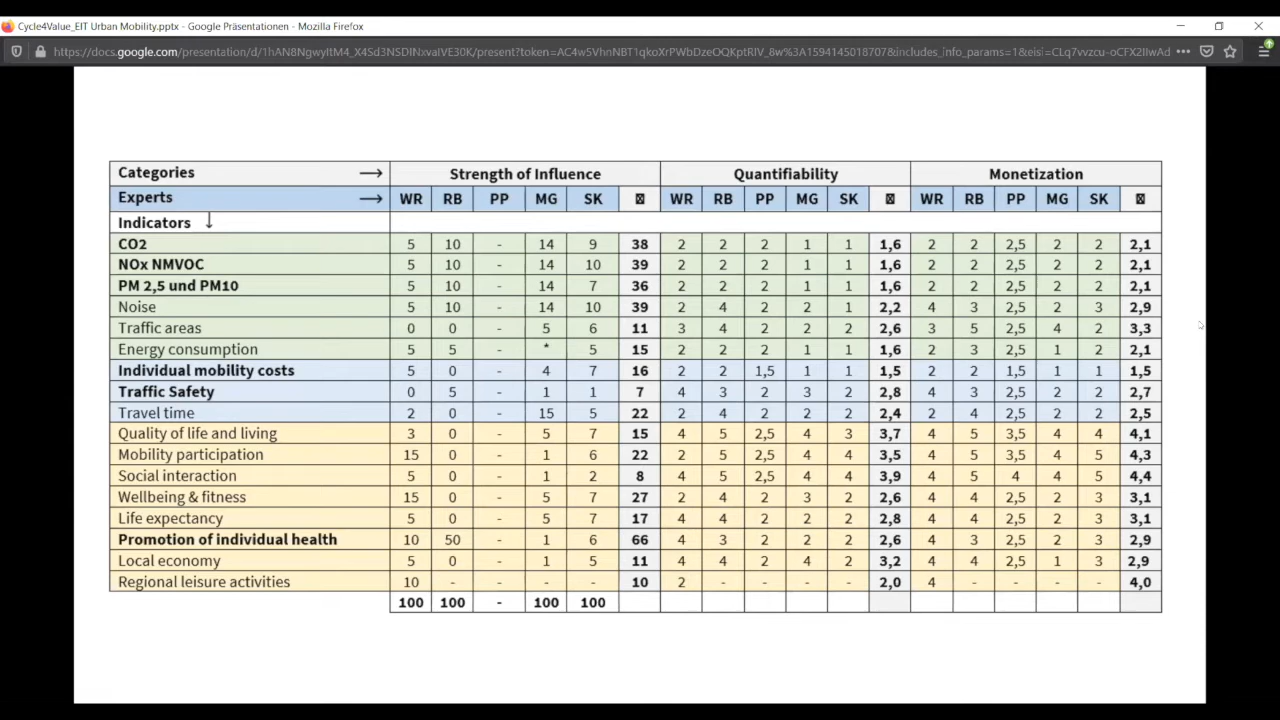 Cycle4Value_EIT Urban Mobility.pptx - Google Präsentationen - Mozilla Firefox
Categories → Strength of Influence Quantifiability Monetization
Experts → WR RB PP MG SK WR RB PP MG SK WR RB PP MG SK
Indicators ↓
CO2 5 10 - 14 9 38 2 2 2 1 1 1,6 2 2 2,5 2 2 2,1
NOx NMVOC 5 10 - 14 10 39 2 2 2 1 1 1,6 2 2 2,5 2 2 2,1
PM 2,5 und PM10 5 10 - 14 7 36 2 2 2 1 1 1,6 2 2 2,5 2 2 2,1
Noise 5 10 - 14 10 39 2 4 2 2 1 2,2 4 3 2,5 2 3 2,9
Traffic areas 0 0 - 5 6 11 3 4 2 2 2 2,6 3 5 2,5 4 2 3,3
Energy consumption 5 5 - * 5 15 2 2 2 1 1 1,6 2 3 2,5 1 2 2,1
Individual mobility costs 5 0 - 4 7 16 2 2 1,5 1 1 1,5 2 2 1,5 1 1 1,5
Traffic Safety 0 5 - 1 1 7 4 3 2 3 2 2,8 4 3 2,5 2 2 2,7
Travel time 2 0 - 15 5 22 2 4 2 2 2 2,4 2 4 2,5 2 2 2,5
Quality of life and living 3 0 - 5 7 15 4 5 2,5 4 3 3,7 4 5 3,5 4 4 4,1
Mobility participation 15 0 - 1 6 22 2 5 2,5 4 4 3,5 4 5 3,5 4 5 4,3
Social interaction 5 0 - 1 2 8 4 5 2,5 4 4 3,9 4 5 4 4 5 4,4
Wellbeing & fitness 15 0 - 5 7 27 2 4 2 3 2 2,6 4 4 2,5 2 3 3,1
Life expectancy 5 0 - 5 7 17 4 4 2 2 2 2,8 4 4 2,5 2 3 3,1
Promotion of individual health 10 50 - 1 6 66 4 3 2 2 2 2,6 4 3 2,5 2 3 2,9
Local economy 5 0 - 1 5 11 4 4 2 4 2 3,2 4 4 2,5 1 3 2,9
Regional leisure activities 10 - - - - 10 2 - - - - 2,0 4 - - - - 4,0
100 100 - 100 100